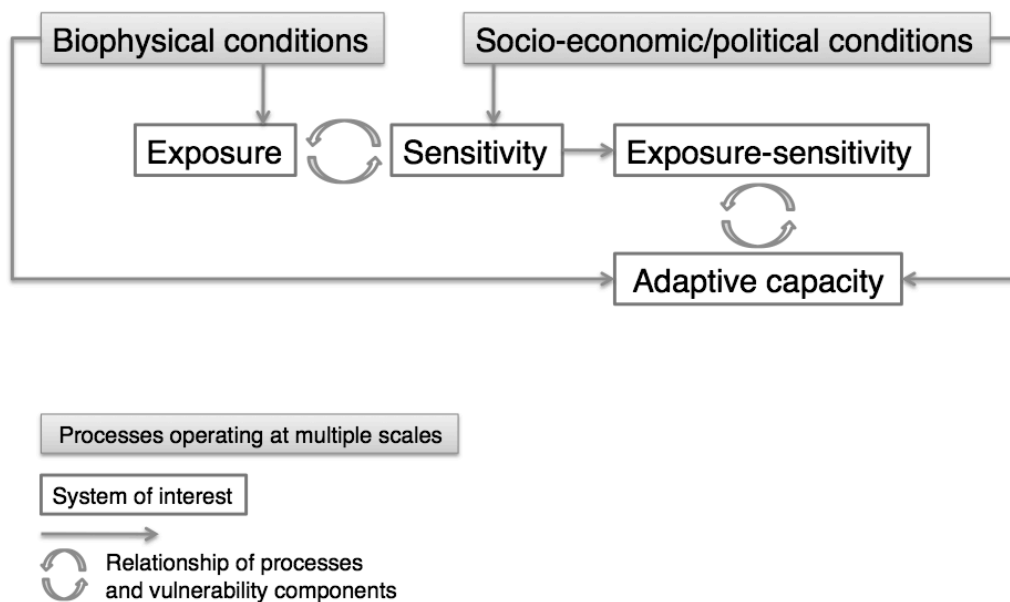 Biophysical conditions
Socio-economic/political conditions
Exposure
Sensitivity
Exposure-sensitivity
Adaptive capacity
Processes operating at multiple scales
System of interest
Relationship of processes
and vulnerability components